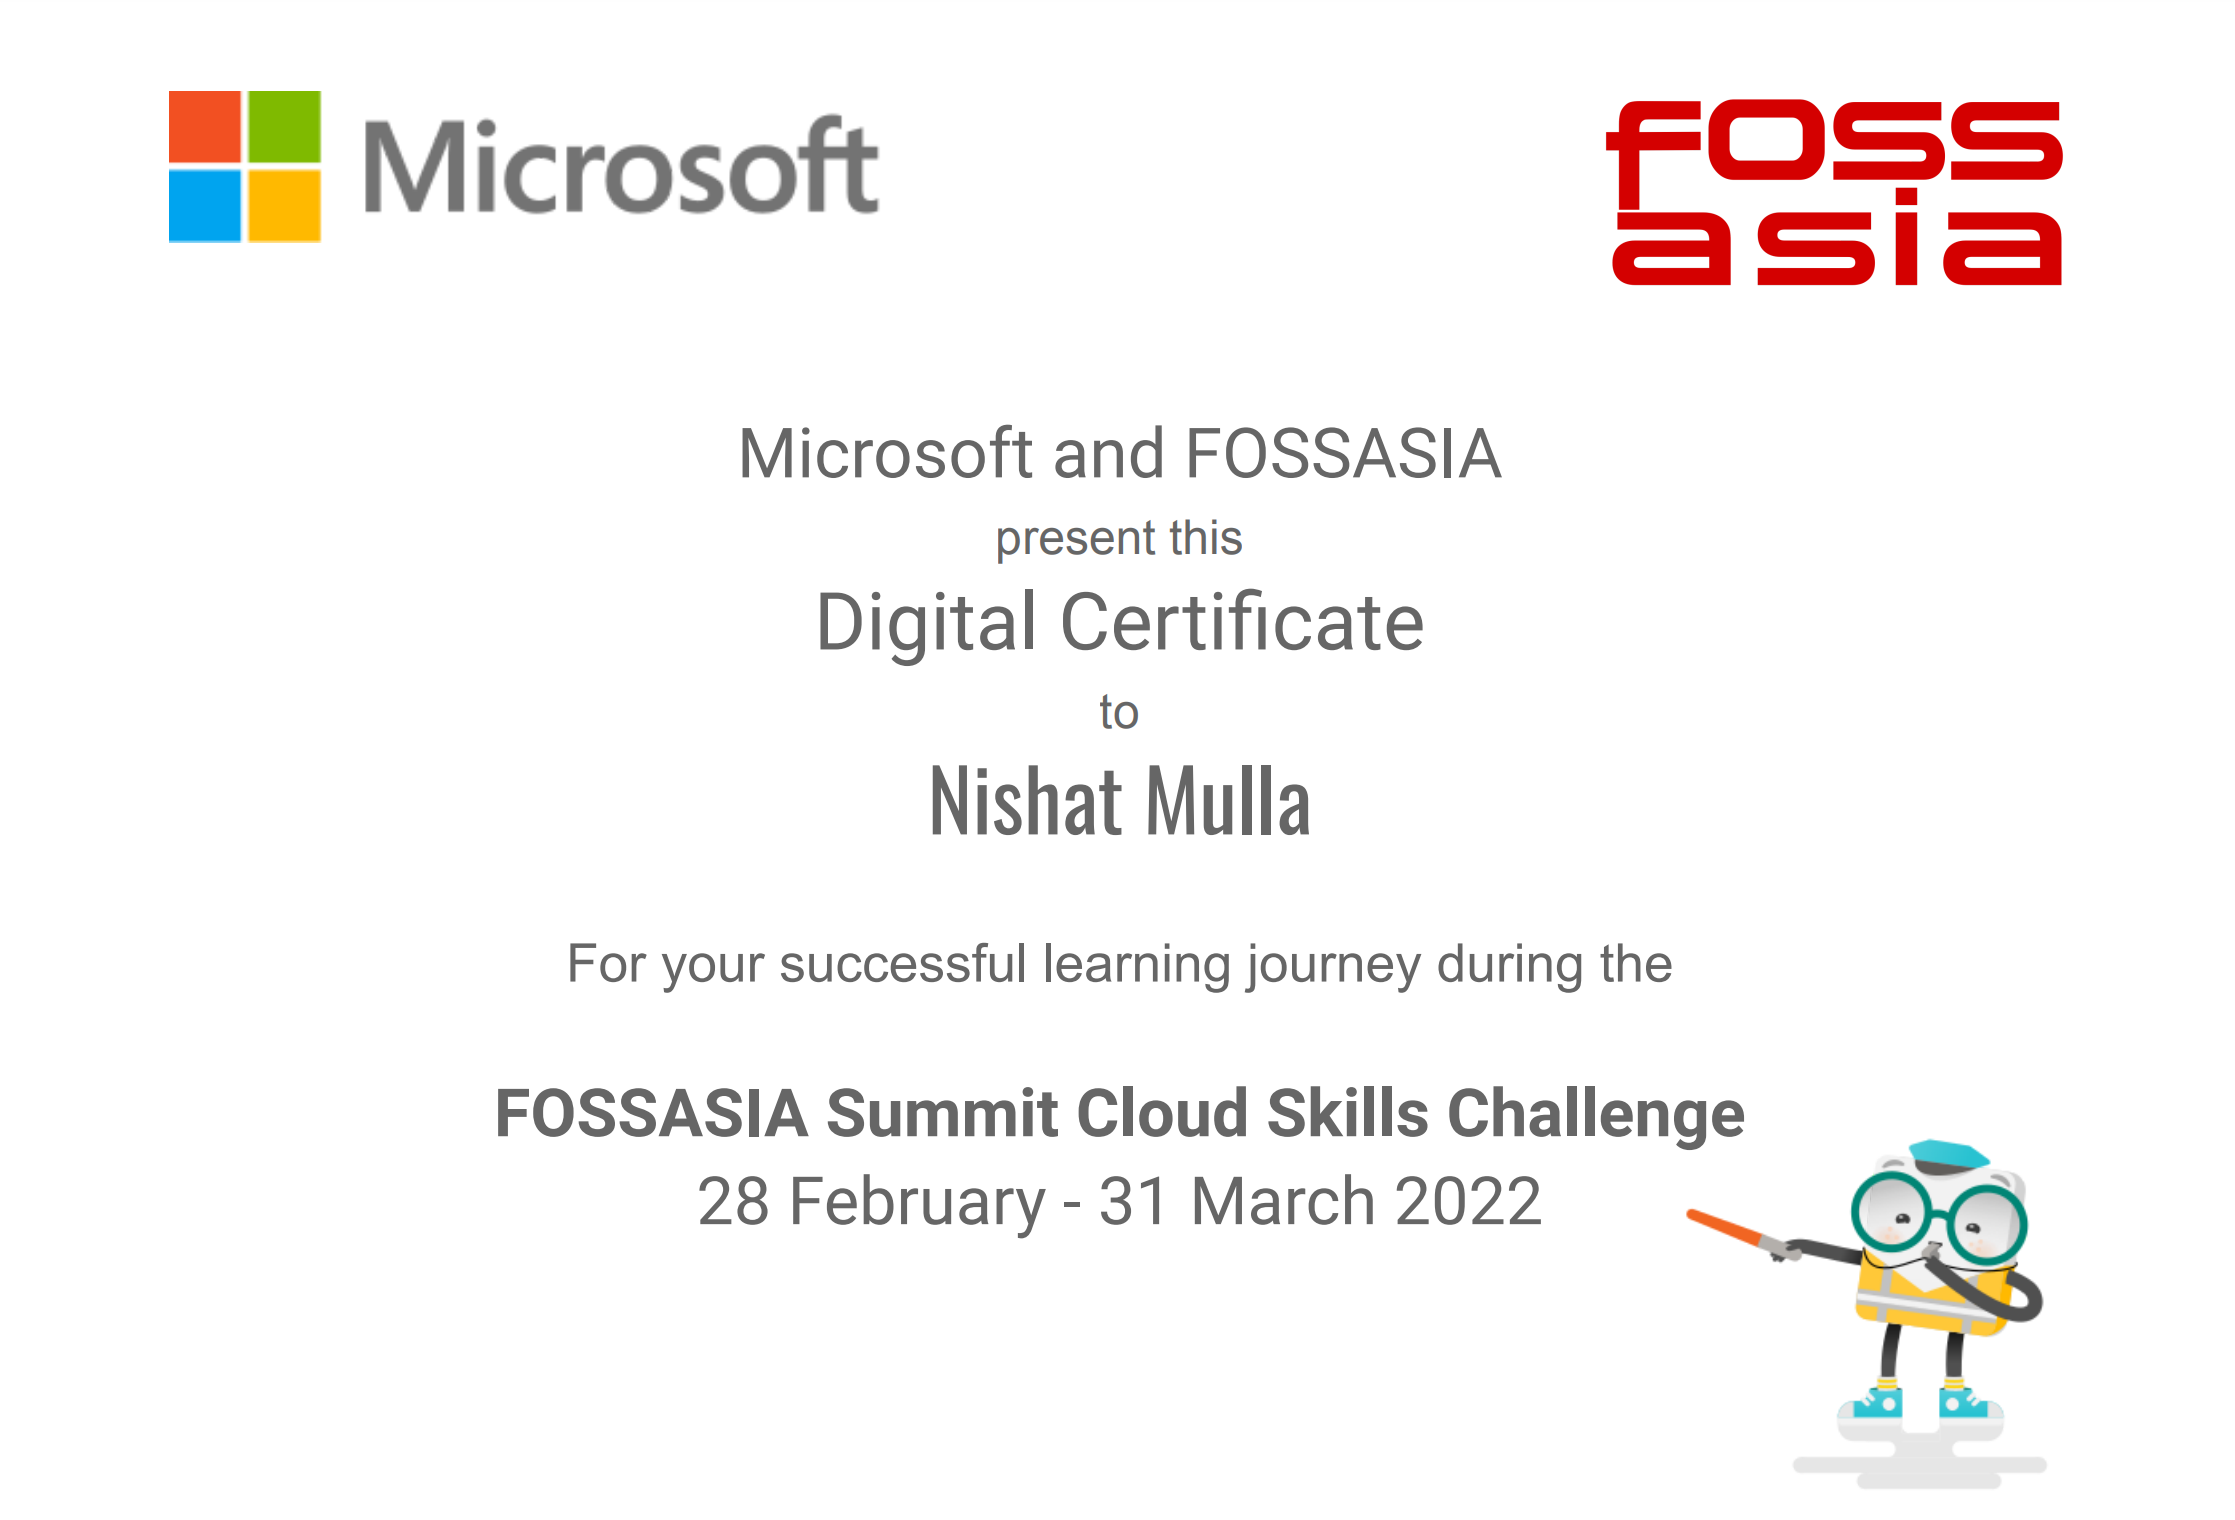 Microsoft
foss
asia
Microsoft and FOSSASIA
present this
Digital Certificate
to
Nishat Mulla
For your successful learning journey during the
FOSSASIA Summit Cloud Skills Challenge
28 February - 31 March 2022